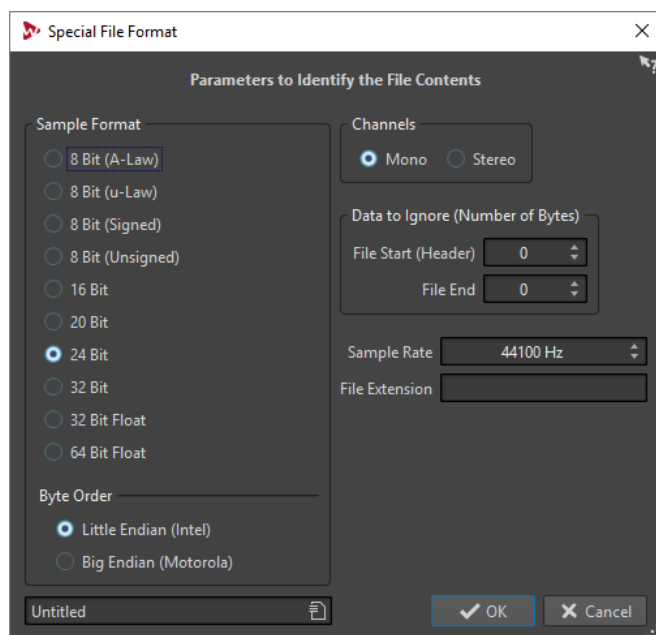 Special File Format
Parameters to Identify the File Contents
Sample Format
8 Bit (A-Law)
8 Bit (u-Law)
8 Bit (Signed)
8 Bit (Unsigned)
16 Bit
20 Bit
24 Bit
32 Bit
32 Bit Float
64 Bit Float
Byte Order
Little Endian (Intel)
Big Endian (Motorola)
Channels
Mono Stereo
Data to Ignore (Number of Bytes)
File Start (Header) 0
File End 0
Sample Rate 44100 Hz
File Extension
Untitled
OK Cancel